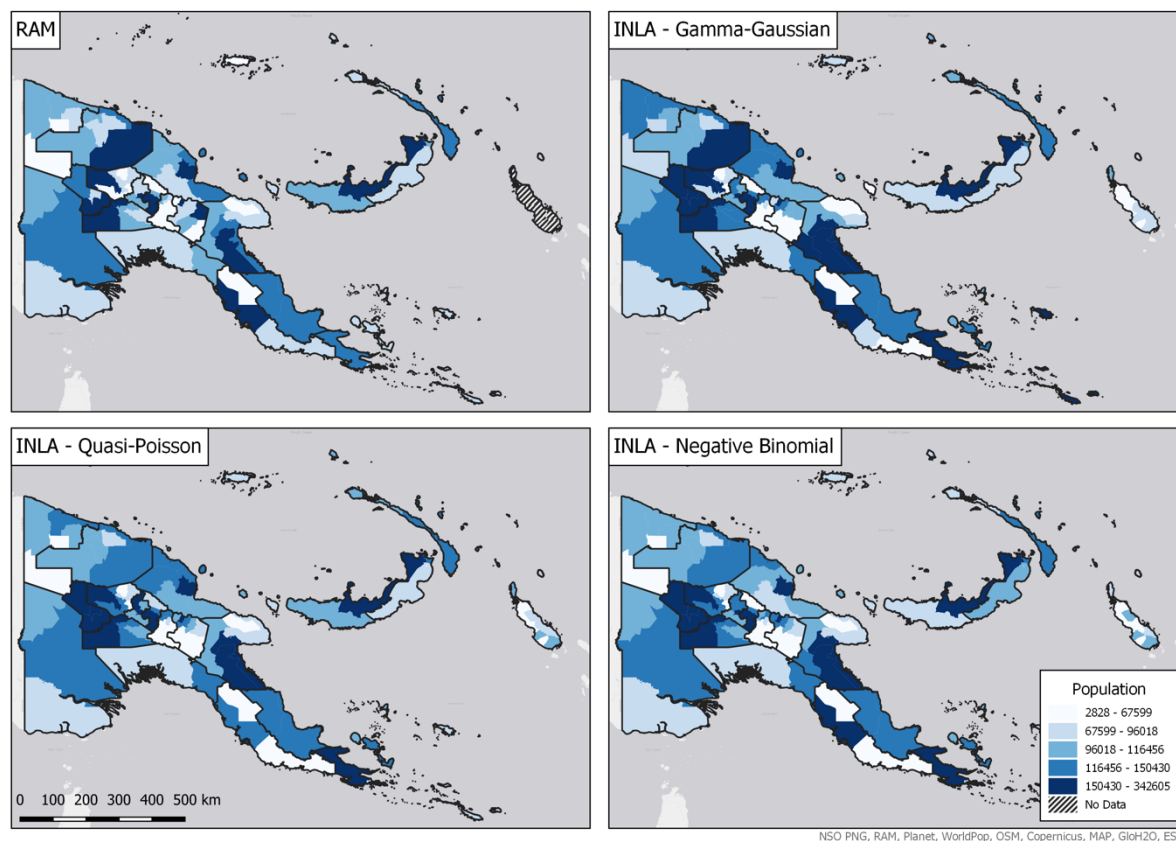 RAM
INLA - Gamma-Gaussian
INLA - Quasi-Poisson
INLA - Negative Binomial
Population
2828 - 67599
67599 - 96018
96018 - 116456
116456 - 150430
150430 - 342605
No Data
0 100 200 300 400 500 km
NSO PNG, RAM, Planet, WorldPop, OSM, Copernicus, MAP, GloH2O, ES